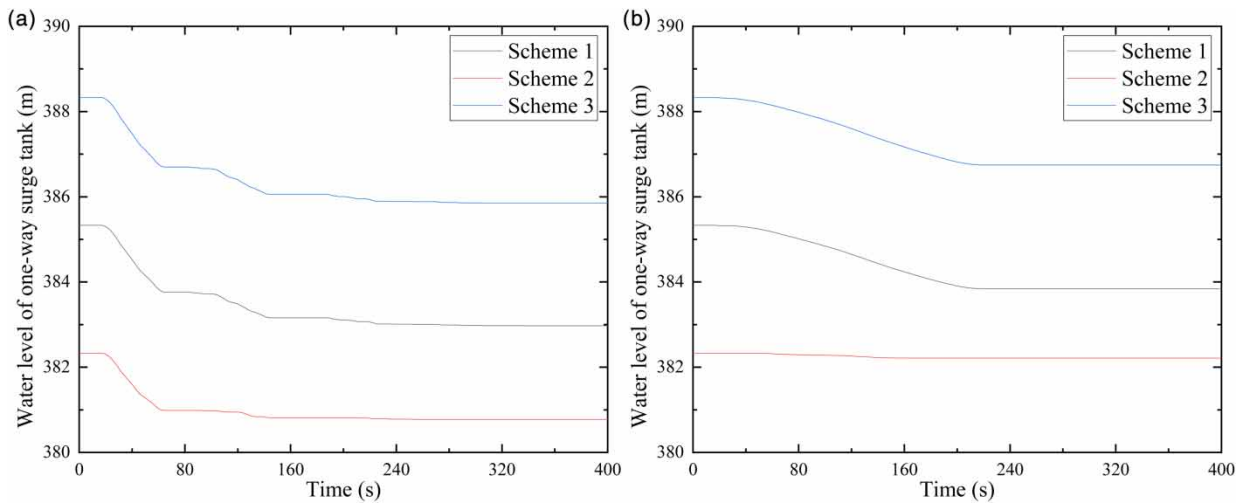 (a)
Water level of one-way surge tank (m)
390
388
386
384
382
380
0
80
160
240
320
400
Time (s)
Scheme 1
Scheme 2
Scheme 3
(b)
Water level of one-way surge tank (m)
390
388
386
384
382
380
0
80
160
240
320
400
Time (s)
Scheme 1
Scheme 2
Scheme 3